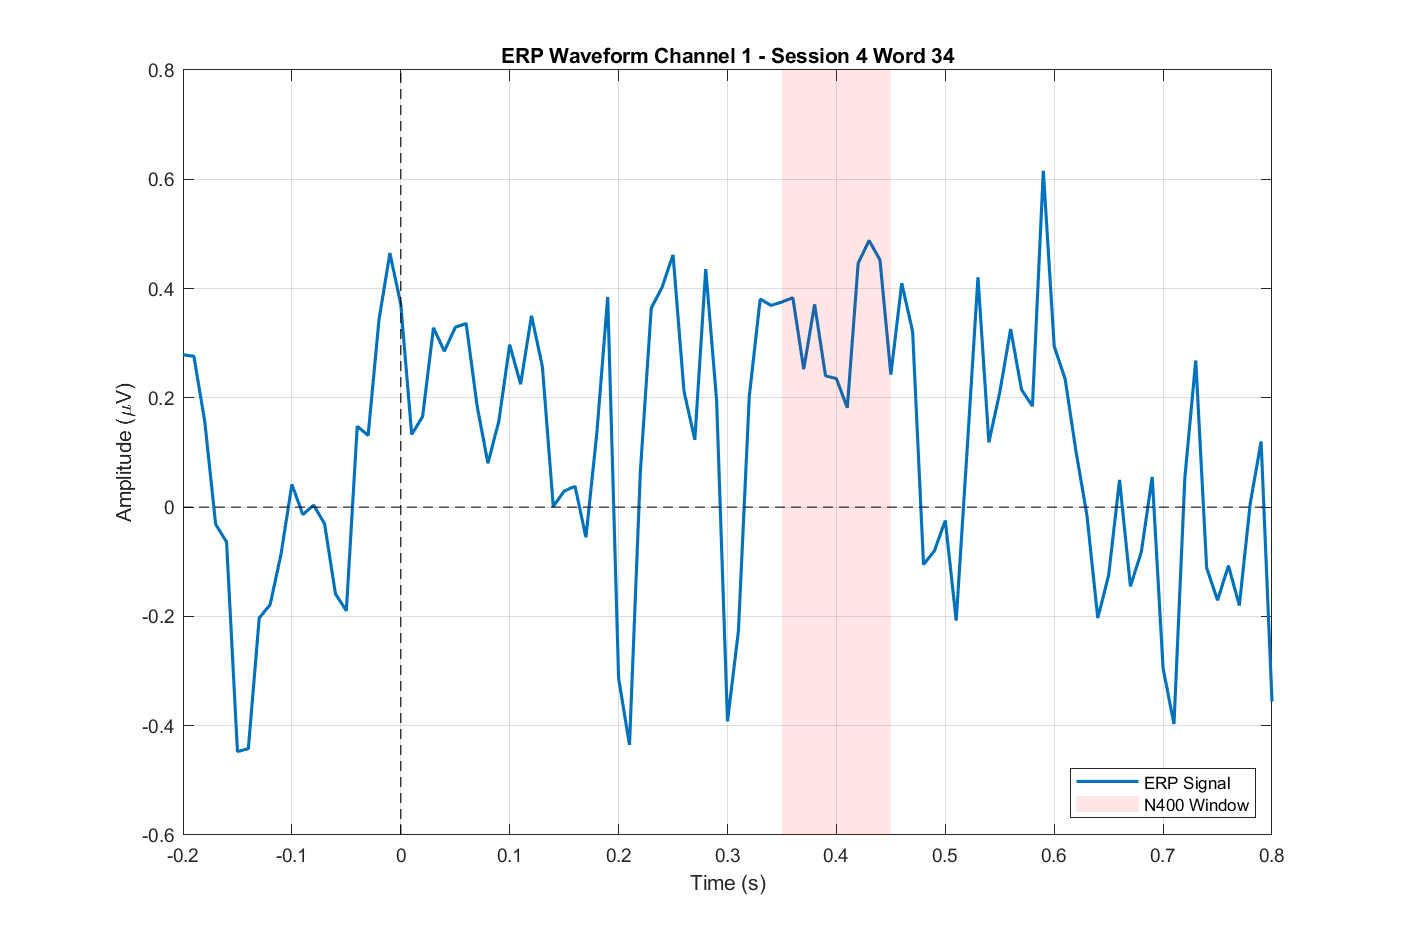 ERP Waveform Channel 1 - Session 4 Word 34
0.8
0.6
0.4
0.2
0
-0.2
-0.4
-0.6
Amplitude (μV)
-0.2 -0.1 0 0.1 0.2 0.3 0.4 0.5 0.6 0.7 0.8
Time (s)
ERP Signal
N400 Window